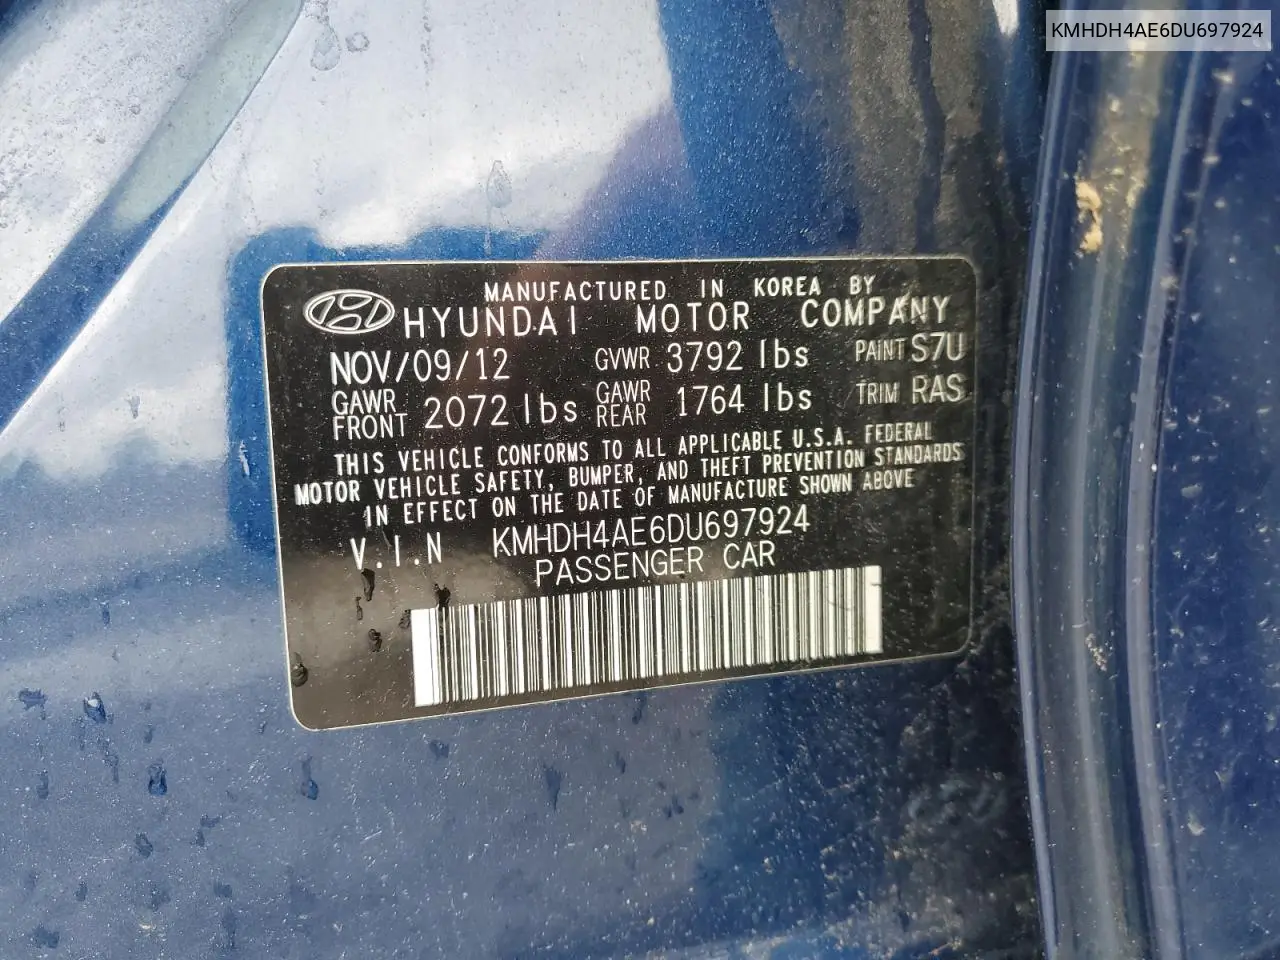 KMHDH4AE6DU697924
MANUFACTURED IN KOREA BY
HYUNDAI MOTOR COMPANY
NOV/09/12 GVWR 3792 lbs PAINT S7U
GAWR FRONT 2072 lbs GAWR REAR 1764 lbs TRIM RAS
THIS VEHICLE CONFORMS TO ALL APPLICABLE U.S.A. FEDERAL
MOTOR VEHICLE SAFETY, BUMPER, AND THEFT PREVENTION STANDARDS
IN EFFECT ON THE DATE OF MANUFACTURE SHOWN ABOVE
V.I.N KMHDH4AE6DU697924
PASSENGER CAR